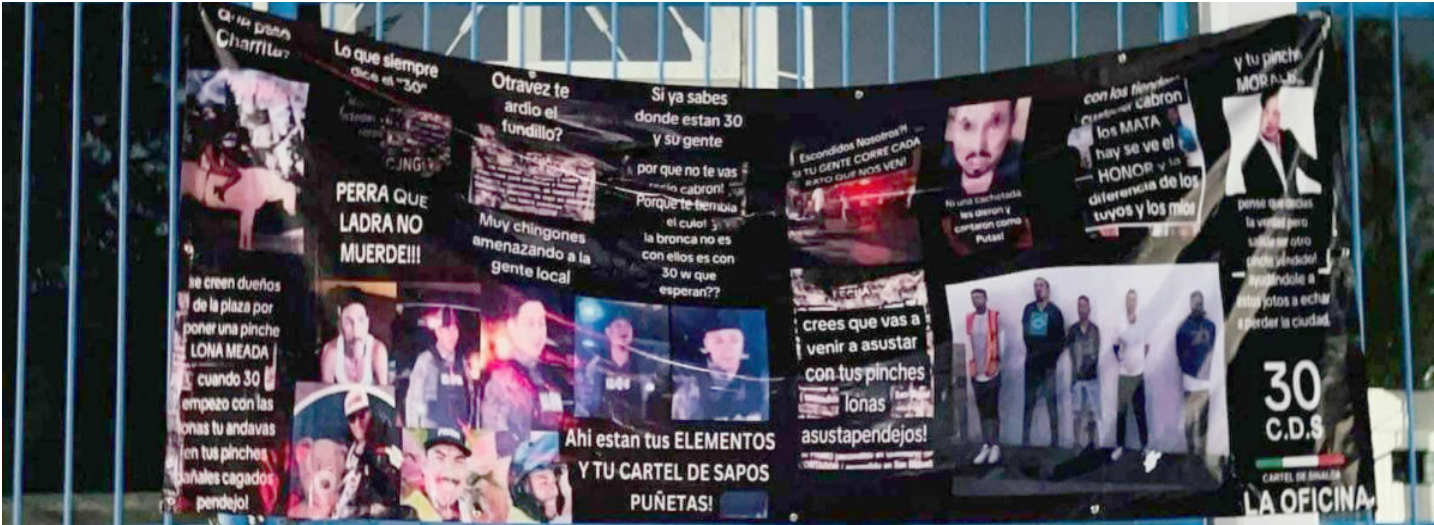 que paso
Charrito?
se creen dueños
de la plaza por
poner una pinche
LONA MEADA
cuando 30
empezo con las
lonas tu andavas
en tus pinches
pañales cagados
pendejo!
Lo que siempre
dice el "30"
CJNG
PERRA QUE
LADRA NO
MUERDE!!!
Otravez te
ardio el
fundillo?
Muy chingones
amenazando a la
gente local
Si ya sabes
donde estan 30
y su gente
por que no te vas
recio cabron!
Porque te tiembla
el culo!
la bronca no es
con ellos es con
30 w que
esperan??
Ahi estan tus ELEMENTOS
Y TU CARTEL DE SAPOS
PUÑETAS!
Escondidos Nosotros?!
SI TU GENTE CORRE CADA
RATO QUE NOS VEN!
crees que vas a
venir a asustar
con tus pinches
lonas
asustapendejos!
Ni una cachetada
les dieron y
cantaron como
Putas!
con los
cabron
los MATA
hay se ve el
HONOR y la
diferencia de los
tuyos y los mios
y tu pinche
pense que decias
la verdad pero
otro
vendido!
ayudandole a
estos jotos a echar
a perder la ciudad
30
C.D.S
CARTEL DE SINALOA
LA OFICINA